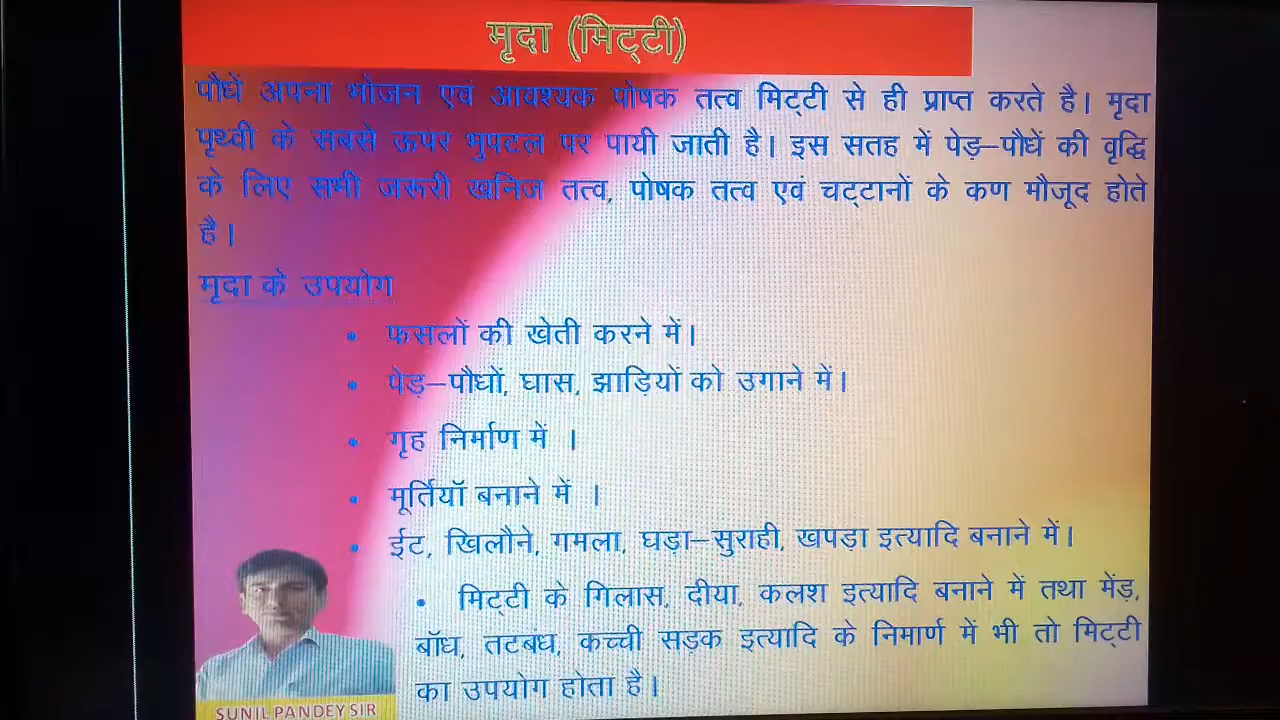 मृदा (मिट्टी)
पौधें अपना भोजन एवं आवश्यक पोषक तत्व मिट्टी से ही प्राप्त करते है। मृदा
पृथ्वी के सबसे ऊपर भुपटल पर पायी जाती है। इस सतह में पेड़–पौधें की वृद्धि
के लिए सभी जरूरी खनिज तत्व, पोषक तत्व एवं चट्टानों के कण मौजूद होते
है।
मृदा के उपयोग
• फसलों की खेती करने में।
• पेड़–पौधों, घास, झाड़ियों को उगाने में।
• गृह निर्माण में ।
• मूर्तियॉ बनाने में ।
• ईट, खिलौने, गमला, घड़ा–सुराही, खपड़ा इत्यादि बनाने में।
• मिट्टी के गिलास, दीया, कलश इत्यादि बनाने में तथा मेंड़,
बॉध, तटबंध, कच्ची सड़क इत्यादि के निमार्ण में भी तो मिट्टी
का उपयोग होता है।
SUNIL PANDEY SIR